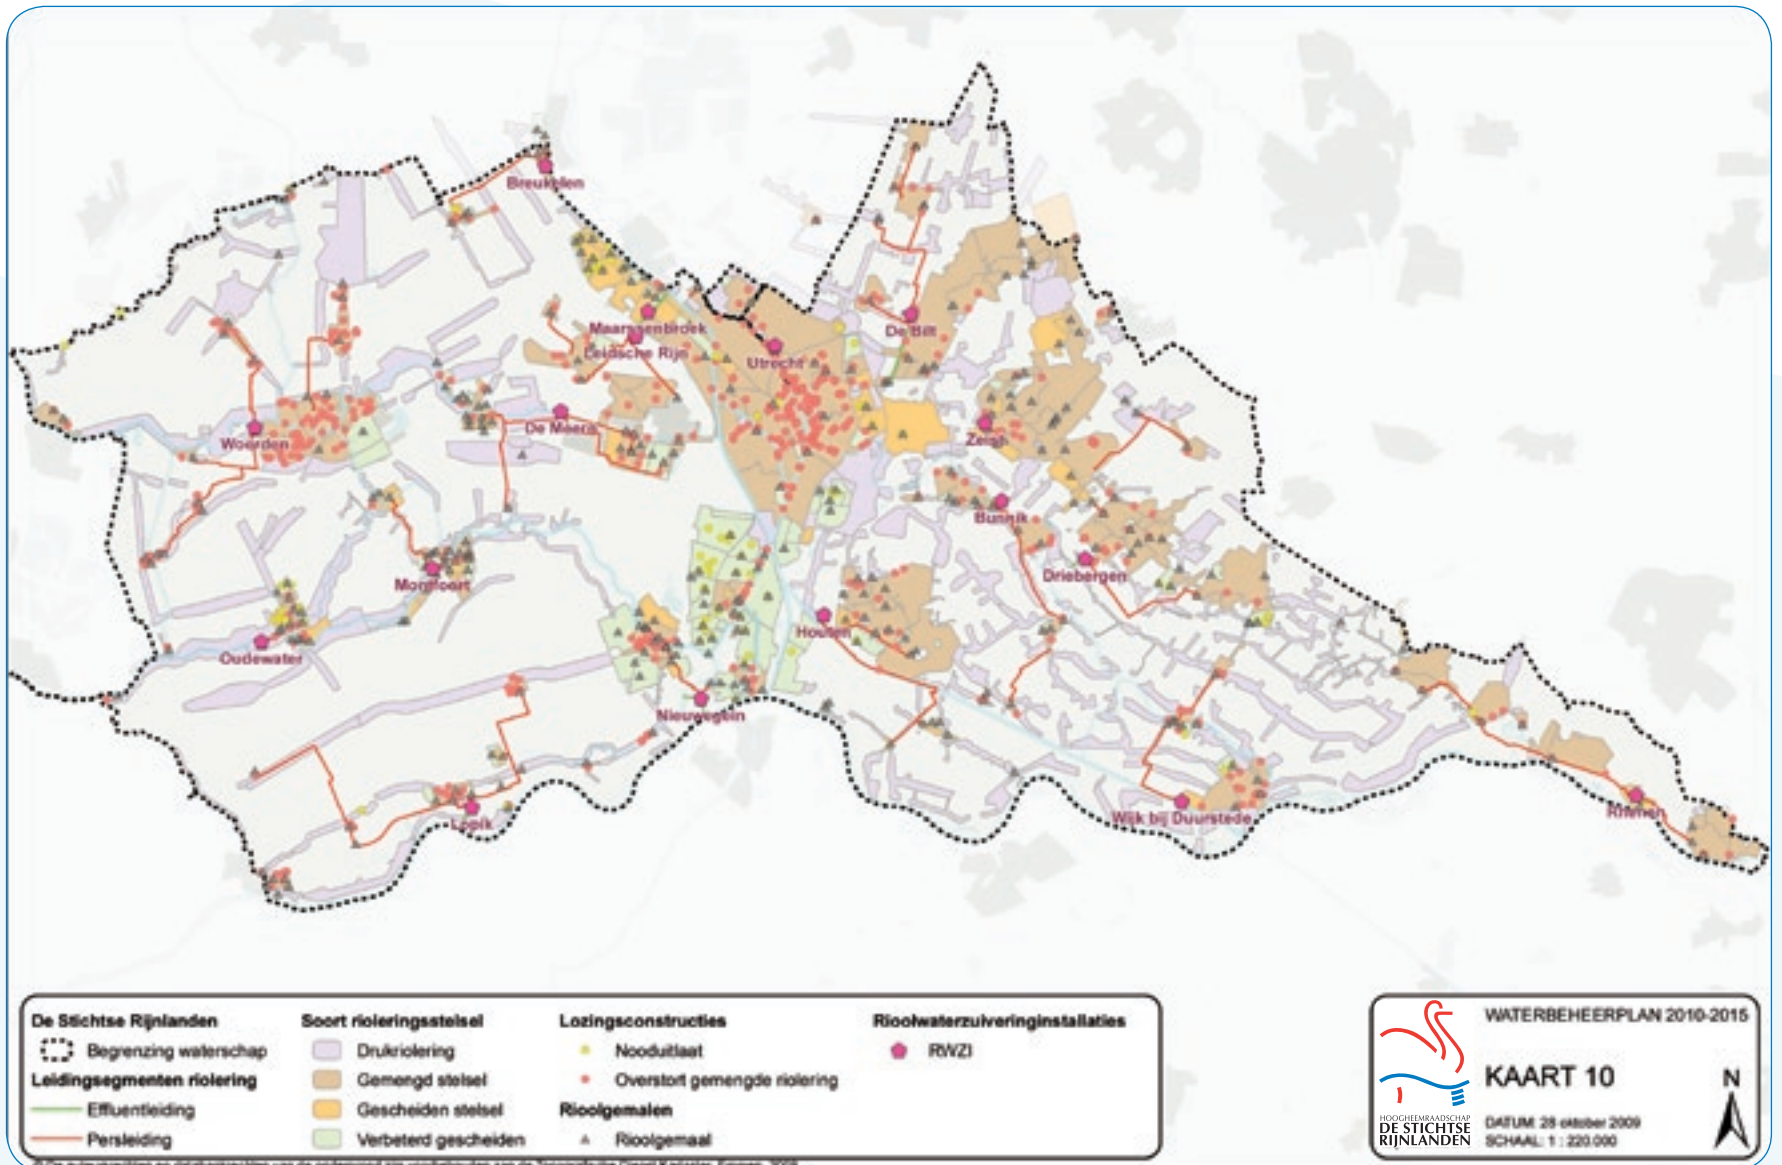 Breukelen
Maarssenbroek
Leidsche Rijn
Utrecht
De Bilt
De Meern
Woerden
Zeist
Bunnik
Montfoort
Driebergen
Oudewater
Houten
Nieuwegein
Lopik
Wijk bij Duurstede
Rhenen
De Stichtse Rijnlanden
Begrenzing waterschap
Leidingsegmenten riolering
Effluentleiding
Persleiding
Soort rioleringsstelsel
Drukriolering
Gemengd stelsel
Gescheiden stelsel
Verbeterd gescheiden
Lozingsconstructies
Nooduitlaat
Overstort gemengde riolering
Rioolgemalen
Rioolgemaal
Rioolwaterzuiveringinstallaties
RWZI
WATERBEHEERPLAN 2010-2015
KAART 10
N
DATUM: 28 oktober 2009
SCHAAL: 1 : 220.000
HOOGHEEMRAADSCHAP
DE STICHTSE
RIJNLANDEN